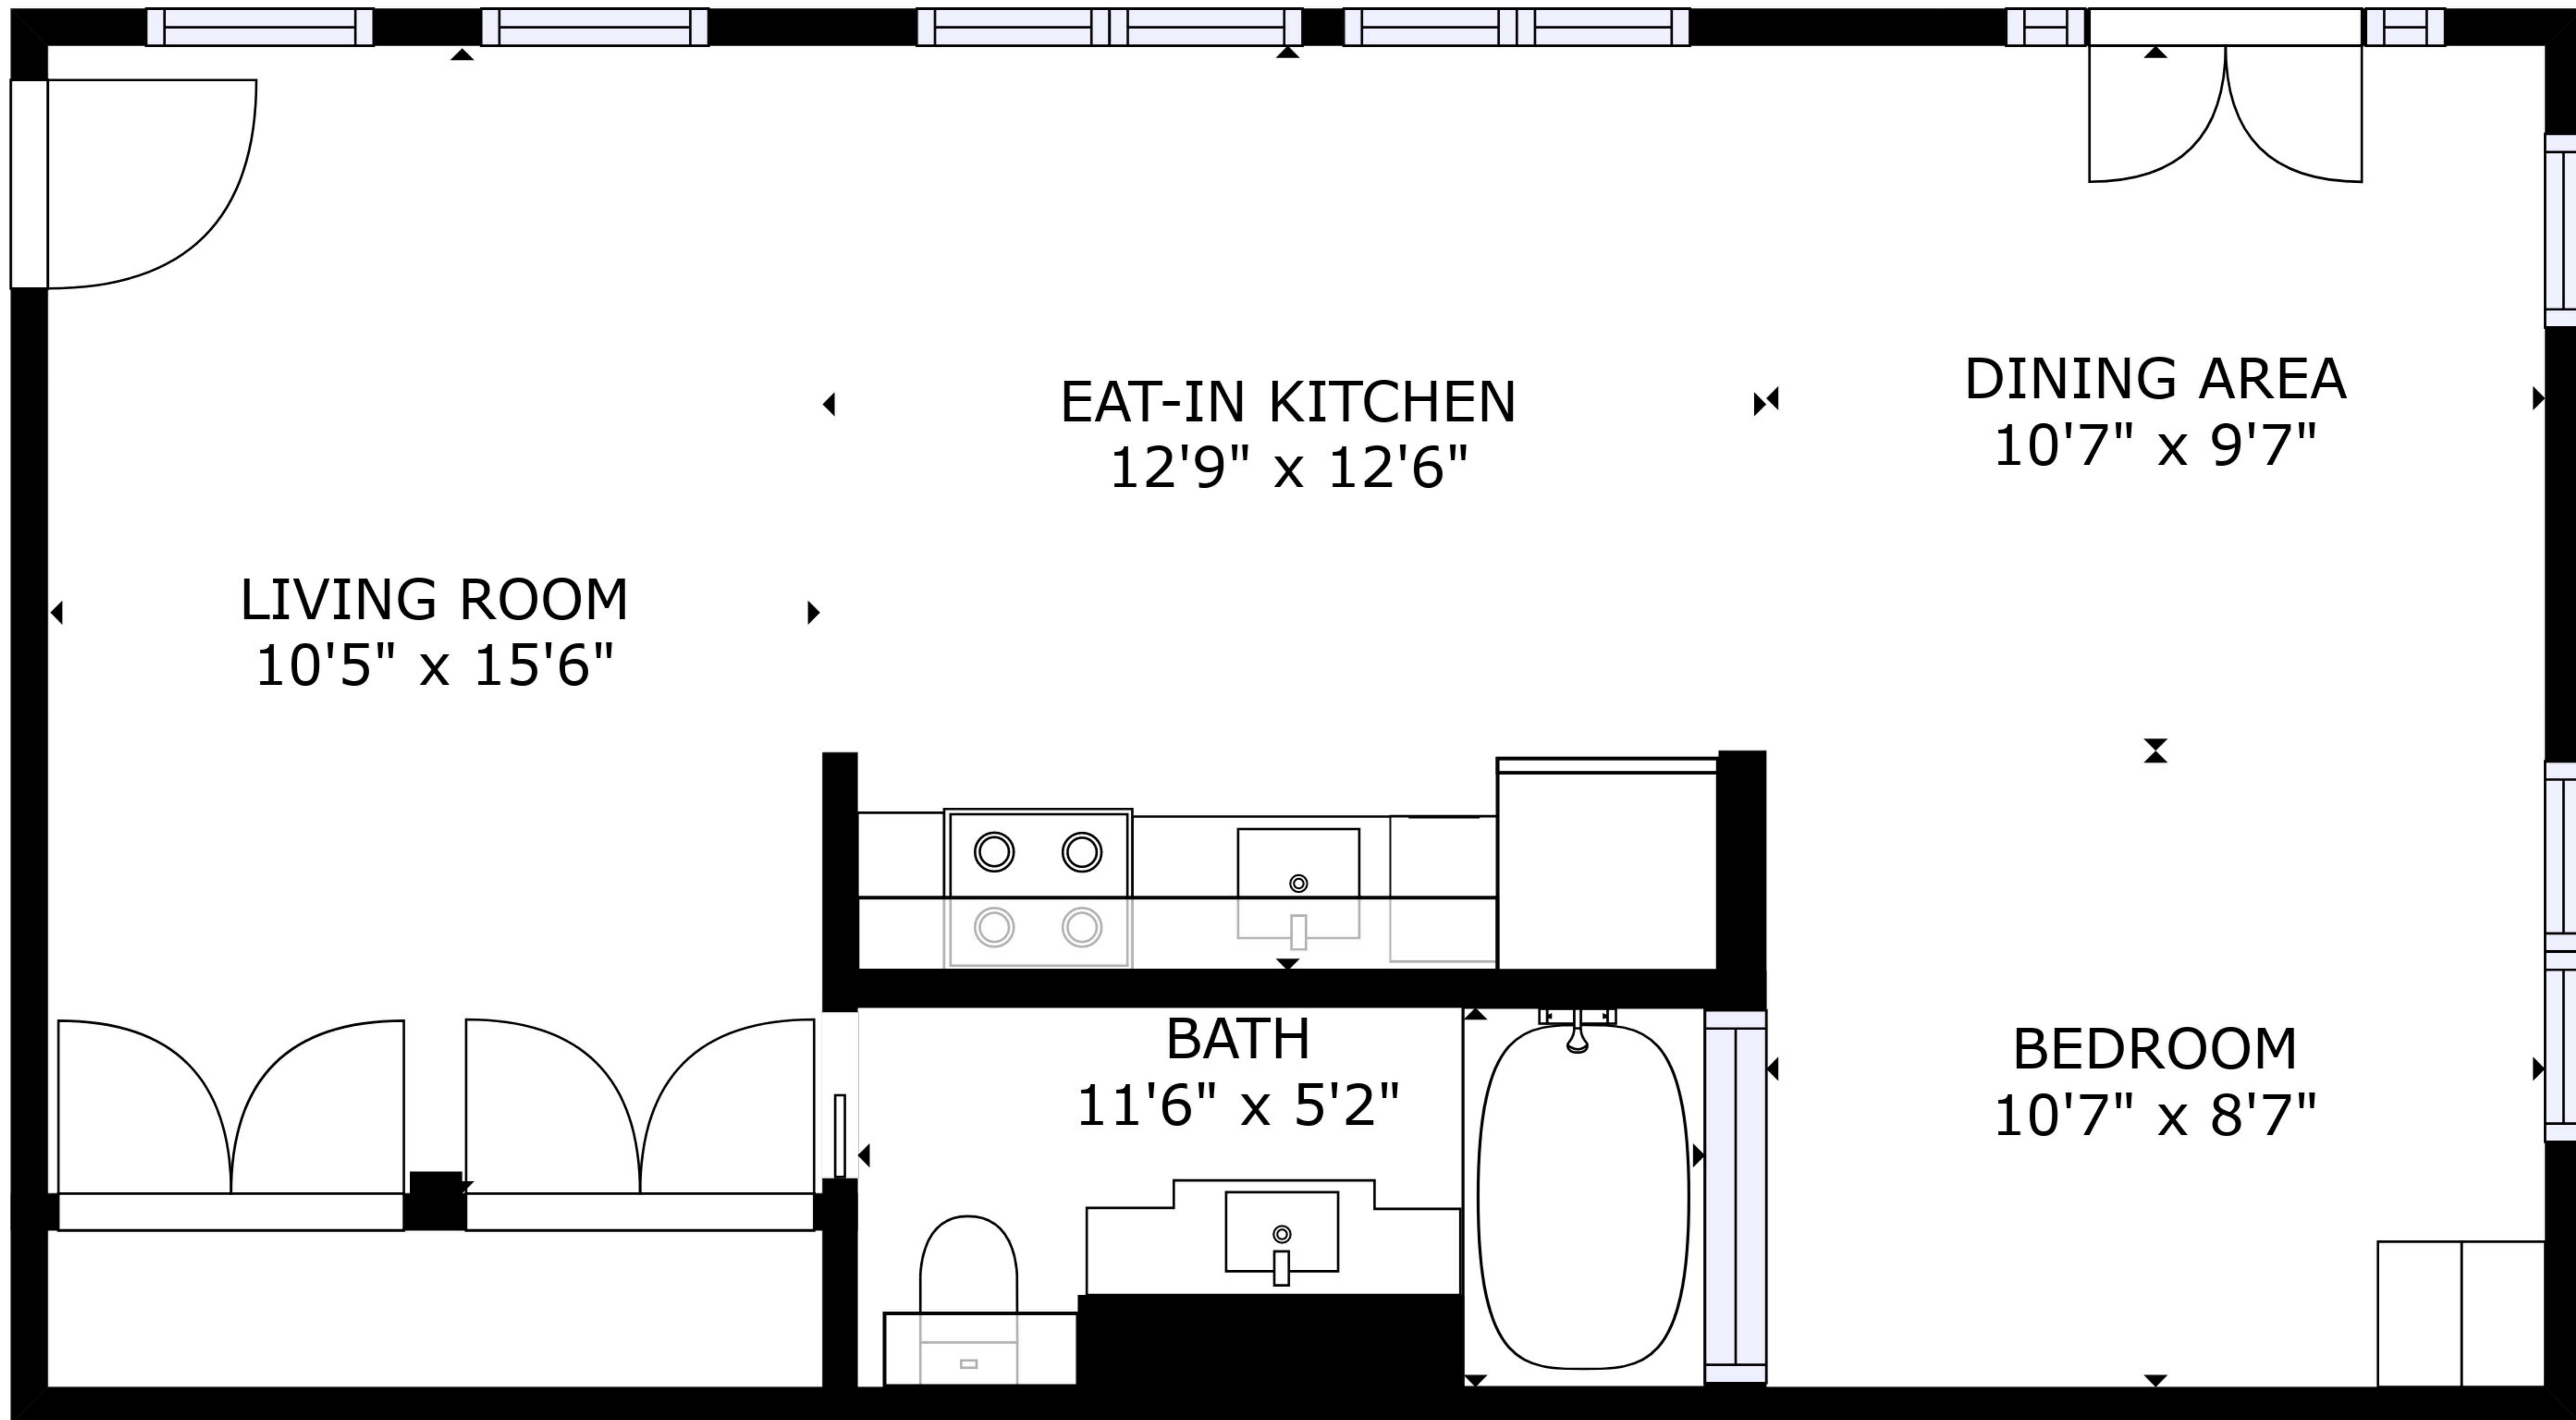 EAT-IN KITCHEN
12'9" x 12'6"
DINING AREA
10'7" x 9'7"
LIVING ROOM
10'5" x 15'6"
BATH
11'6" x 5'2"
BEDROOM
10'7" x 8'7"